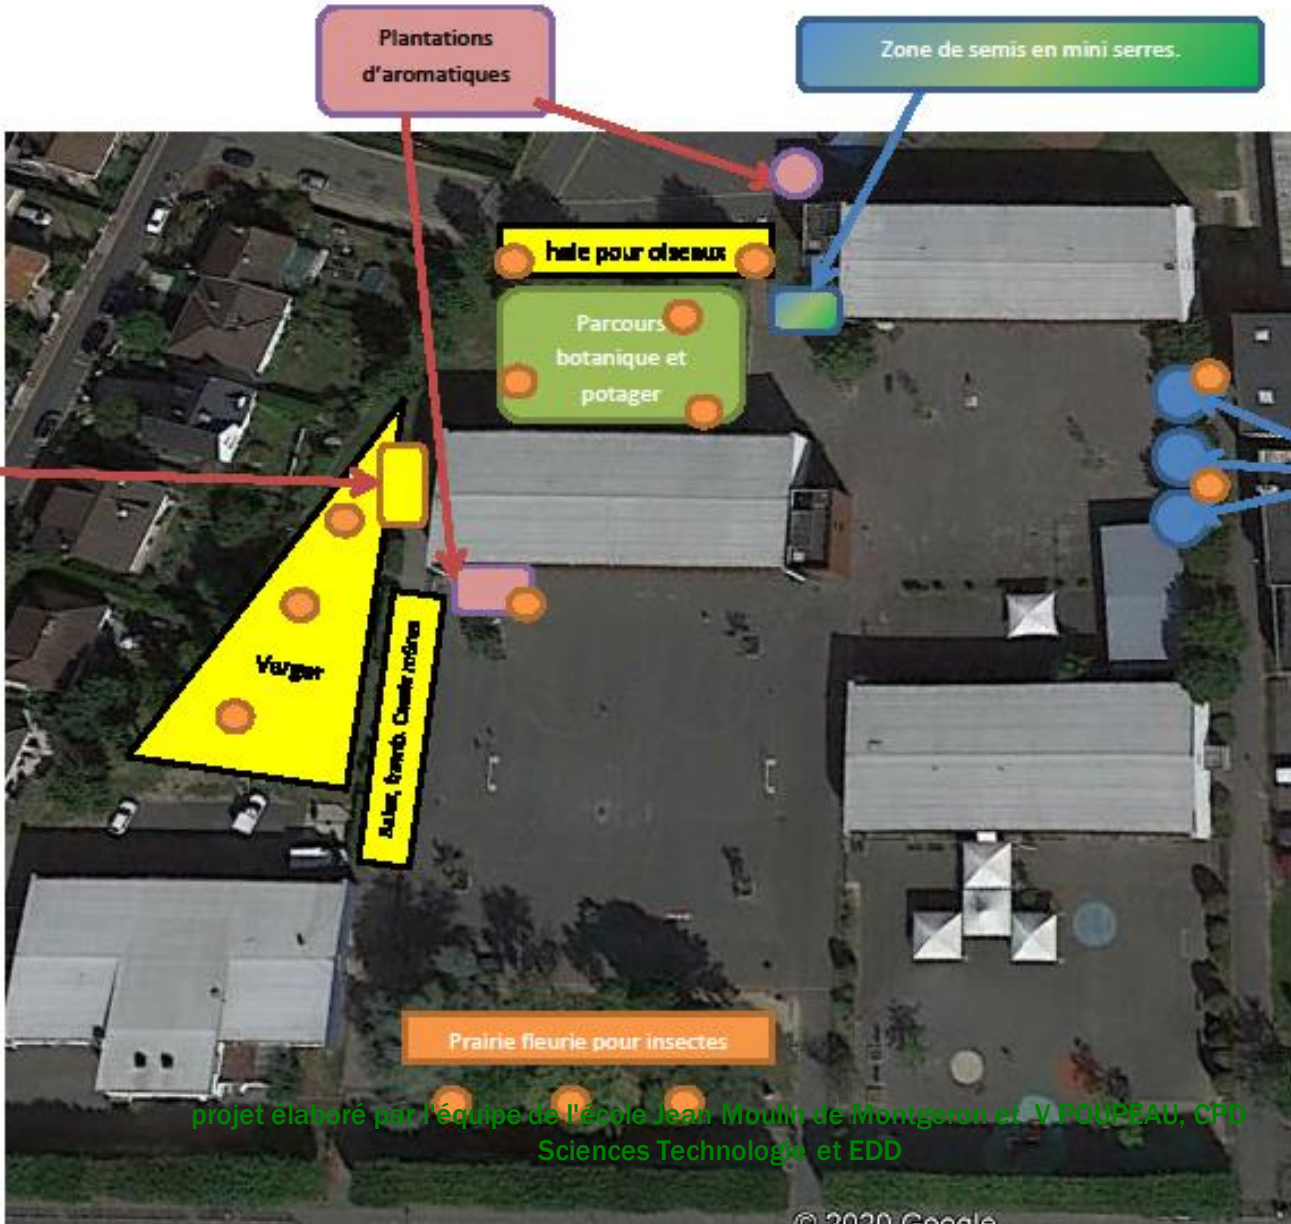 Plantations
d'aromatiques
Zone de semis en mini serres.
haie pour oiseaux
Parcours
botanique et
potager
Verger
Prairie fleurie pour insectes
projet élaboré par l'équipe de l'école Jean Moulin de Montgeron et V POUPEAU, CPD
Sciences Technologie et EDD
© 2020 Google